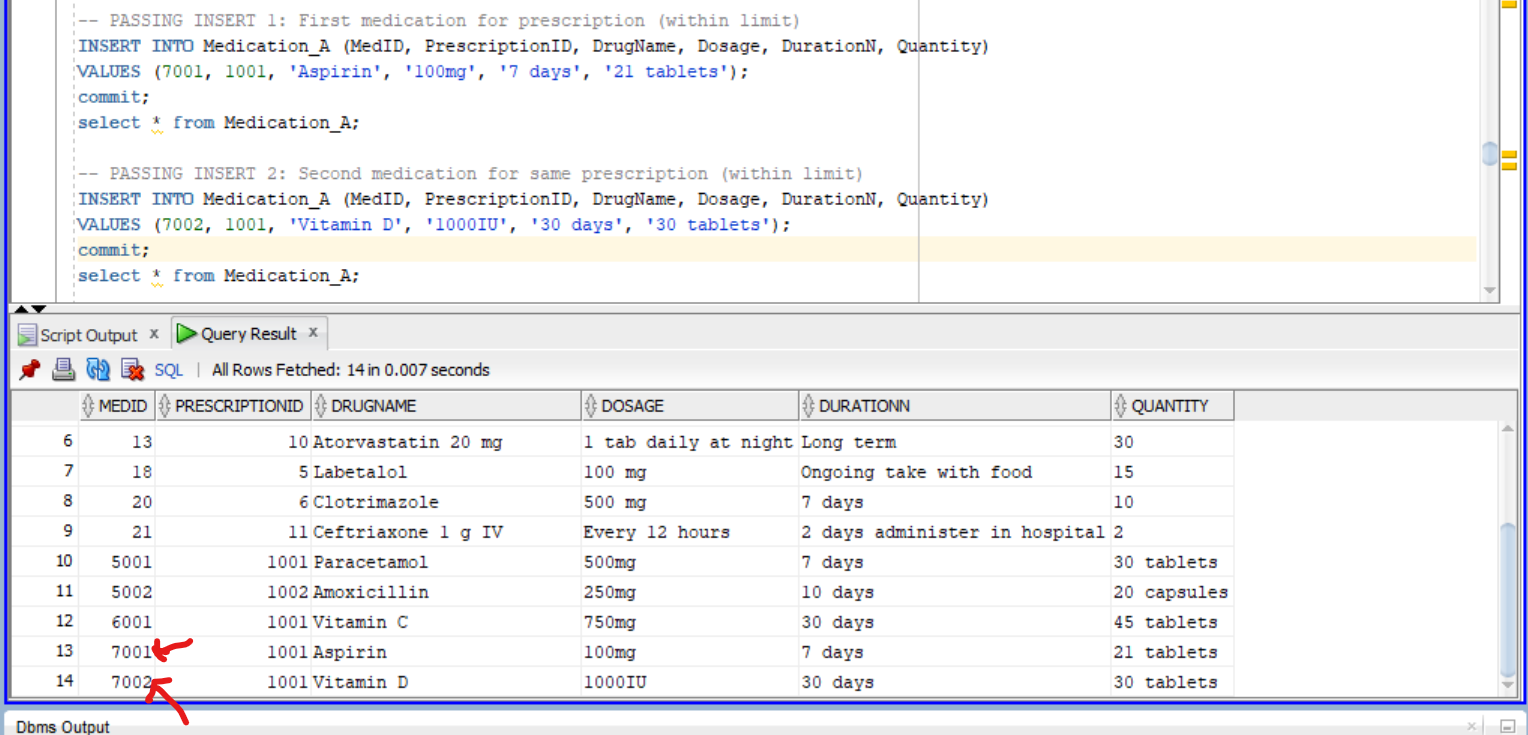 -- PASSING INSERT 1: First medication for prescription (within limit)
INSERT INTO Medication_A (MedID, PrescriptionID, DrugName, Dosage, DurationN, Quantity)
VALUES (7001, 1001, 'Aspirin', '100mg', '7 days', '21 tablets');
commit;
select * from Medication_A;
-- PASSING INSERT 2: Second medication for same prescription (within limit)
INSERT INTO Medication_A (MedID, PrescriptionID, DrugName, Dosage, DurationN, Quantity)
VALUES (7002, 1001, 'Vitamin D', '1000IU', '30 days', '30 tablets');
commit;
select * from Medication_A;
Script Output x Query Result x
SQL | All Rows Fetched: 14 in 0.007 seconds
MEDID PRESCRIPTIONID DRUGNAME DOSAGE DURATIONN QUANTITY
6 13 10 Atorvastatin 20 mg 1 tab daily at night Long term 30
7 18 5 Labetalol 100 mg Ongoing take with food 15
8 20 6 Clotrimazole 500 mg 7 days 10
9 21 11 Ceftriaxone 1 g IV Every 12 hours 2 days administer in hospital 2
10 5001 1001 Paracetamol 500mg 7 days 30 tablets
11 5002 1002 Amoxicillin 250mg 10 days 20 capsules
12 6001 1001 Vitamin C 750mg 30 days 45 tablets
13 7001 1001 Aspirin 100mg 7 days 21 tablets
14 7002 1001 Vitamin D 1000IU 30 days 30 tablets
Dbms Output